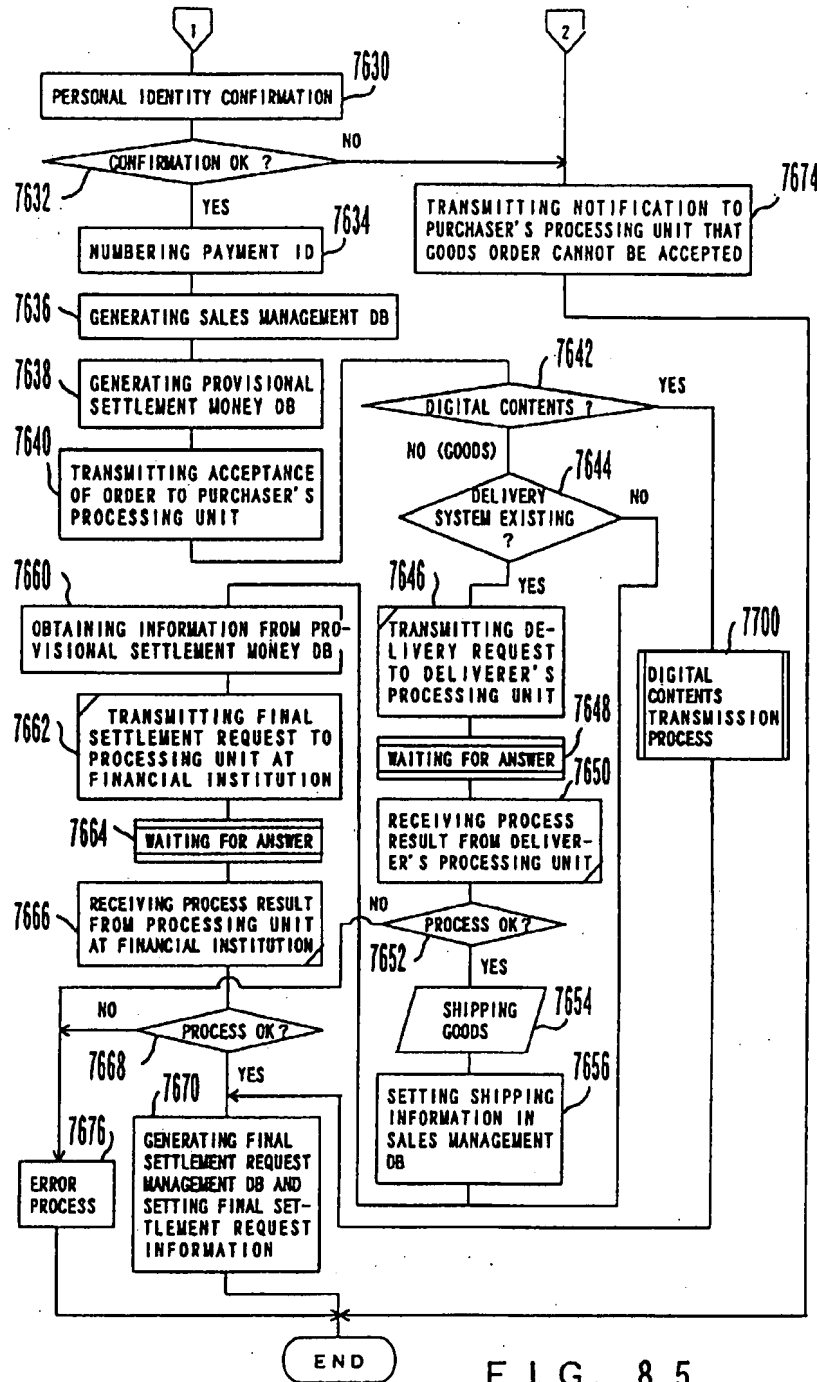 1
2
7630
PERSONAL IDENTITY CONFIRMATION
NO
CONFIRMATION OK ?
7632
YES
7674
TRANSMITTING NOTIFICATION TO
PURCHASER'S PROCESSING UNIT THAT
GOODS ORDER CANNOT BE ACCEPTED
7634
NUMBERING PAYMENT ID
7636
GENERATING SALES MANAGEMENT DB
7638
GENERATING PROVISIONAL
SETTLEMENT MONEY DB
7642
YES
DIGITAL CONTENTS ?
7640
TRANSMITTING ACCEPTANCE
OF ORDER TO PURCHASER'S
PROCESSING UNIT
NO (GOODS)
7644
DELIVERY
SYSTEM EXISTING
?
NO
YES
7660
OBTAINING INFORMATION FROM PRO-
VISIONAL SETTLEMENT MONEY DB
7646
TRANSMITTING DE-
LIVERY REQUEST
TO DELIVERER'S
PROCESSING UNIT
7700
DIGITAL
CONTENTS
TRANSMISSION
PROCESS
7662
TRANSMITTING FINAL
SETTLEMENT REQUEST TO
PROCESSING UNIT AT
FINANCIAL INSTITUTION
7648
WAITING FOR ANSWER
7664
WAITING FOR ANSWER
7650
RECEIVING PROCESS
RESULT FROM DELIVER-
ER'S PROCESSING UNIT
7666
RECEIVING PROCESS RESULT
FROM PROCESSING UNIT
AT FINANCIAL INSTITUTION
NO
PROCESS OK?
7652
YES
7654
SHIPPING
GOODS
NO
PROCESS OK?
7668
YES
7656
SETTING SHIPPING
INFORMATION IN
SALES MANAGEMENT
DB
7670
GENERATING FINAL
SETTLEMENT REQUEST
MANAGEMENT DB AND
SETTING FINAL SET-
TLEMENT REQUEST
INFORMATION
7676
ERROR
PROCESS
END
FIG. 85